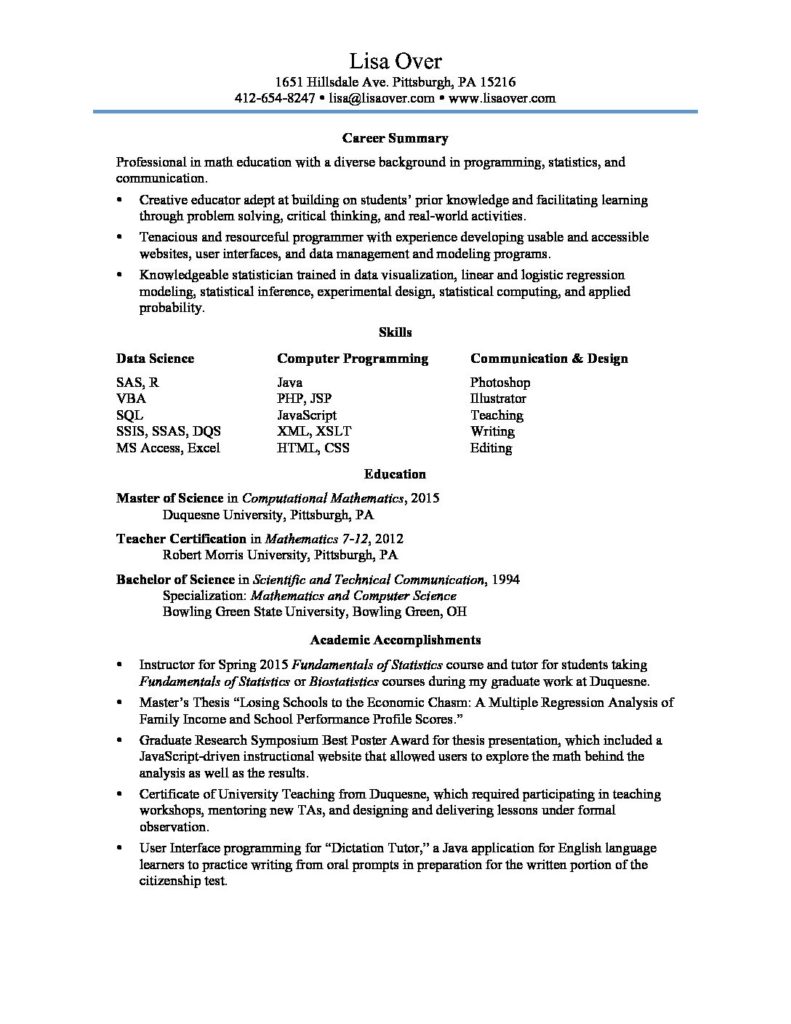 Lisa Over
1651 Hillsdale Ave. Pittsburgh, PA 15216
412-654-8247 • lisa@lisaover.com • www.lisaover.com
Career Summary
Professional in math education with a diverse background in programming, statistics, and
communication.
• Creative educator adept at building on students’ prior knowledge and facilitating learning
through problem solving, critical thinking, and real-world activities.
• Tenacious and resourceful programmer with experience developing usable and accessible
websites, user interfaces, and data management and modeling programs.
• Knowledgeable statistician trained in data visualization, linear and logistic regression
modeling, statistical inference, experimental design, statistical computing, and applied
probability.
Skills
Data Science Computer Programming Communication & Design
SAS, R Java Photoshop
VBA PHP, JSP Illustrator
SQL JavaScript Teaching
SSIS, SSAS, DQS XML, XSLT Writing
MS Access, Excel HTML, CSS Editing
Education
Master of Science in Computational Mathematics, 2015
Duquesne University, Pittsburgh, PA
Teacher Certification in Mathematics 7-12, 2012
Robert Morris University, Pittsburgh, PA
Bachelor of Science in Scientific and Technical Communication, 1994
Specialization: Mathematics and Computer Science
Bowling Green State University, Bowling Green, OH
Academic Accomplishments
• Instructor for Spring 2015 Fundamentals of Statistics course and tutor for students taking
Fundamentals of Statistics or Biostatistics courses during my graduate work at Duquesne.
• Master’s Thesis “Losing Schools to the Economic Chasm: A Multiple Regression Analysis of
Family Income and School Performance Profile Scores.”
• Graduate Research Symposium Best Poster Award for thesis presentation, which included a
JavaScript-driven instructional website that allowed users to explore the math behind the
analysis as well as the results.
• Certificate of University Teaching from Duquesne, which required participating in teaching
workshops, mentoring new TAs, and designing and delivering lessons under formal
observation.
• User Interface programming for “Dictation Tutor,” a Java application for English language
learners to practice writing from oral prompts in preparation for the written portion of the
citizenship test.